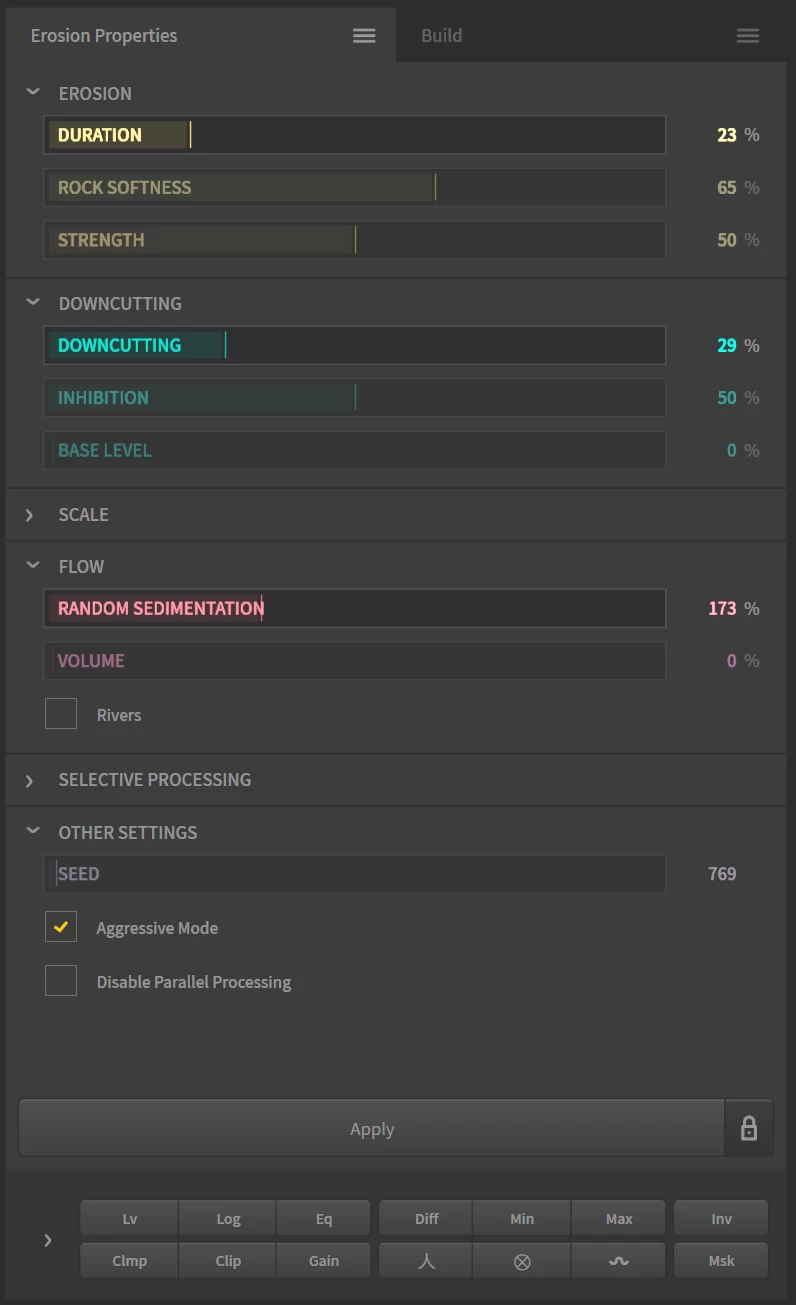 Erosion Properties
Build
EROSION
DURATION 23 %
ROCK SOFTNESS 65 %
STRENGTH 50 %
DOWNCUTTING
DOWNCUTTING 29 %
INHIBITION 50 %
BASE LEVEL 0 %
SCALE
FLOW
RANDOM SEDIMENTATION 173 %
VOLUME 0 %
Rivers
SELECTIVE PROCESSING
OTHER SETTINGS
SEED 769
Aggressive Mode
Disable Parallel Processing
Apply
Lv Log Eq Diff Min Max Inv
Clmp Clip Gain Msk